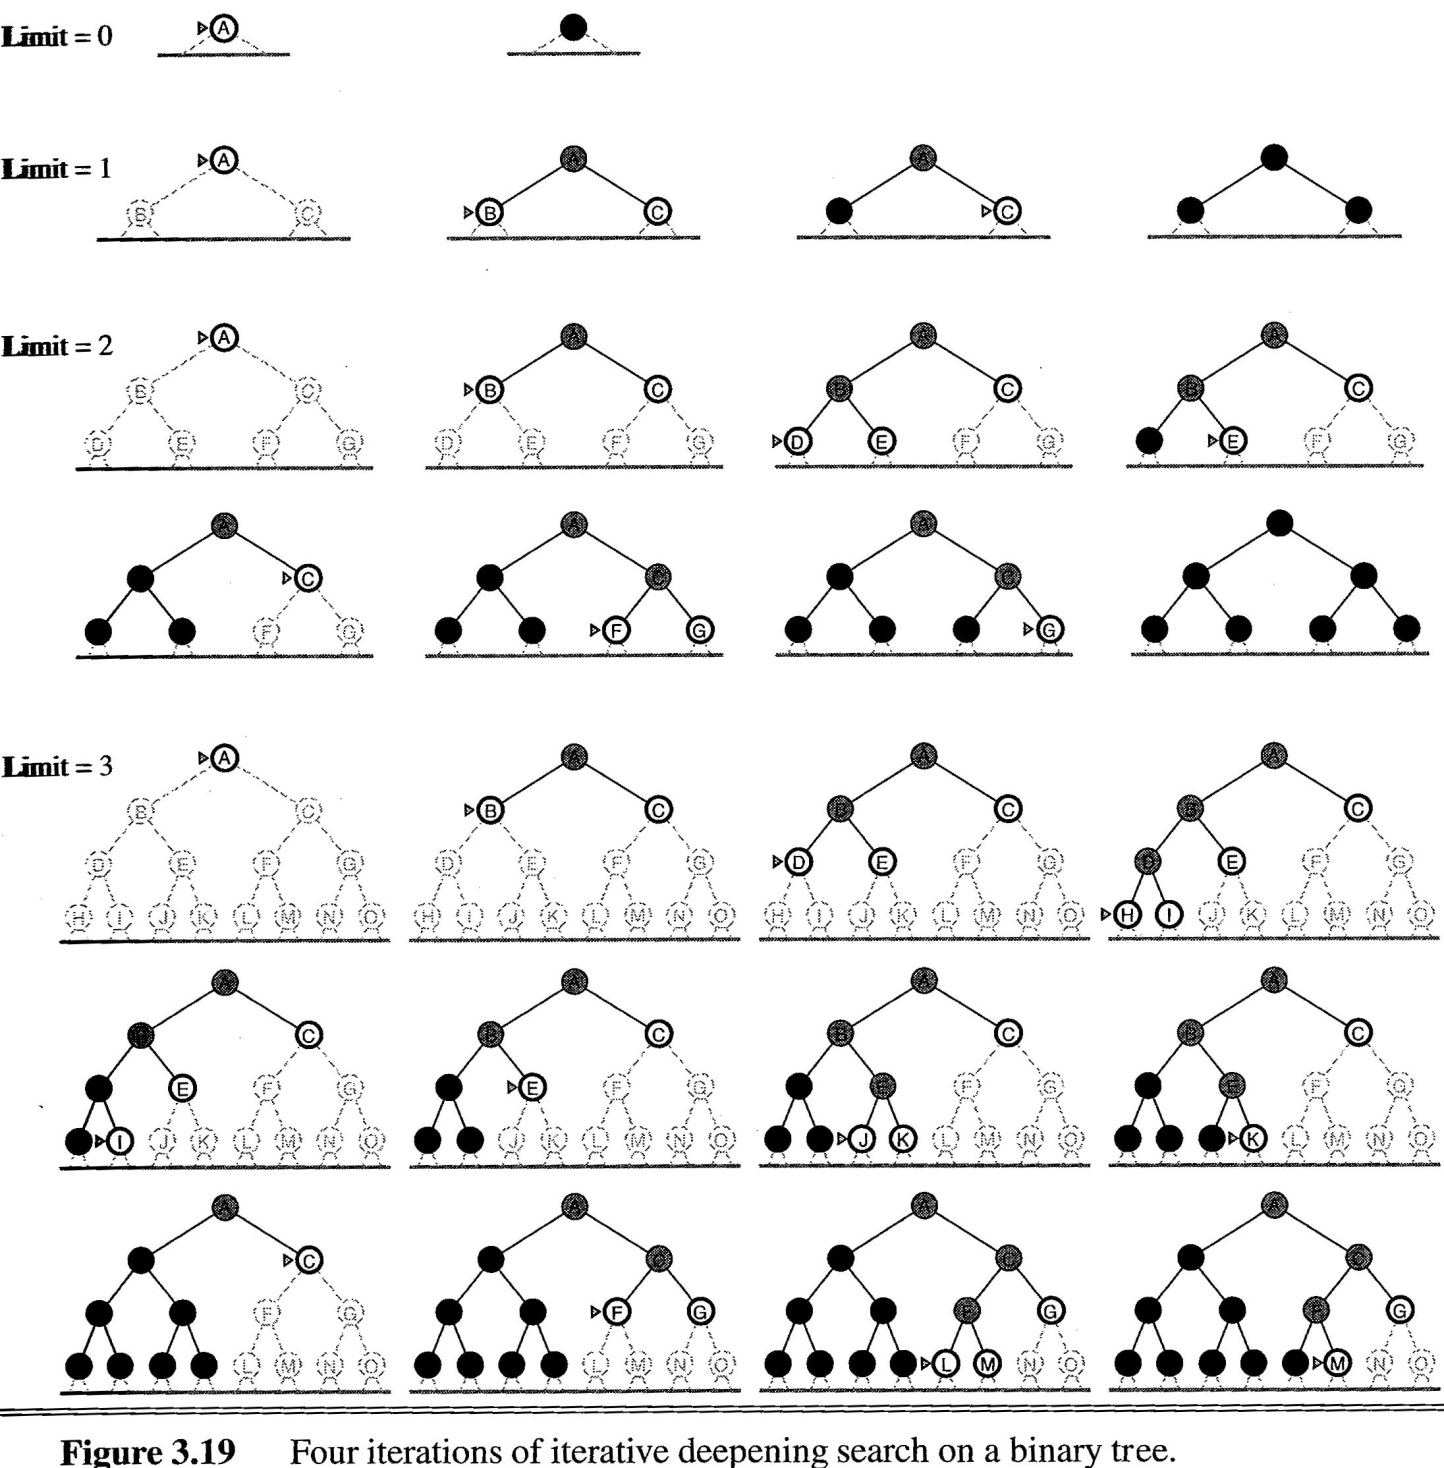 Limit = 0 A
Limit = 1 A A A
B C B C C
Limit = 2 A A A A
B C B C B C B C
D E F G D E F G D E F G E F G
A A A
C C C
F G F G G
Limit = 3 A A A A
B C B C B C B C
D E F G D E F G D E F G D E F G
H I J K L M N O H I J K L M N O H I J K L M N O H I J K L M N O
A A A A
C B C B C B C
E F G E F G E F G E F G
I J K L M N O J K L M N O J K L M N O K L M N O
A A A A
C C C C
F G F G F G F G
L M N O L M N O L M N O M N O
Figure 3.19 Four iterations of iterative deepening search on a binary tree.